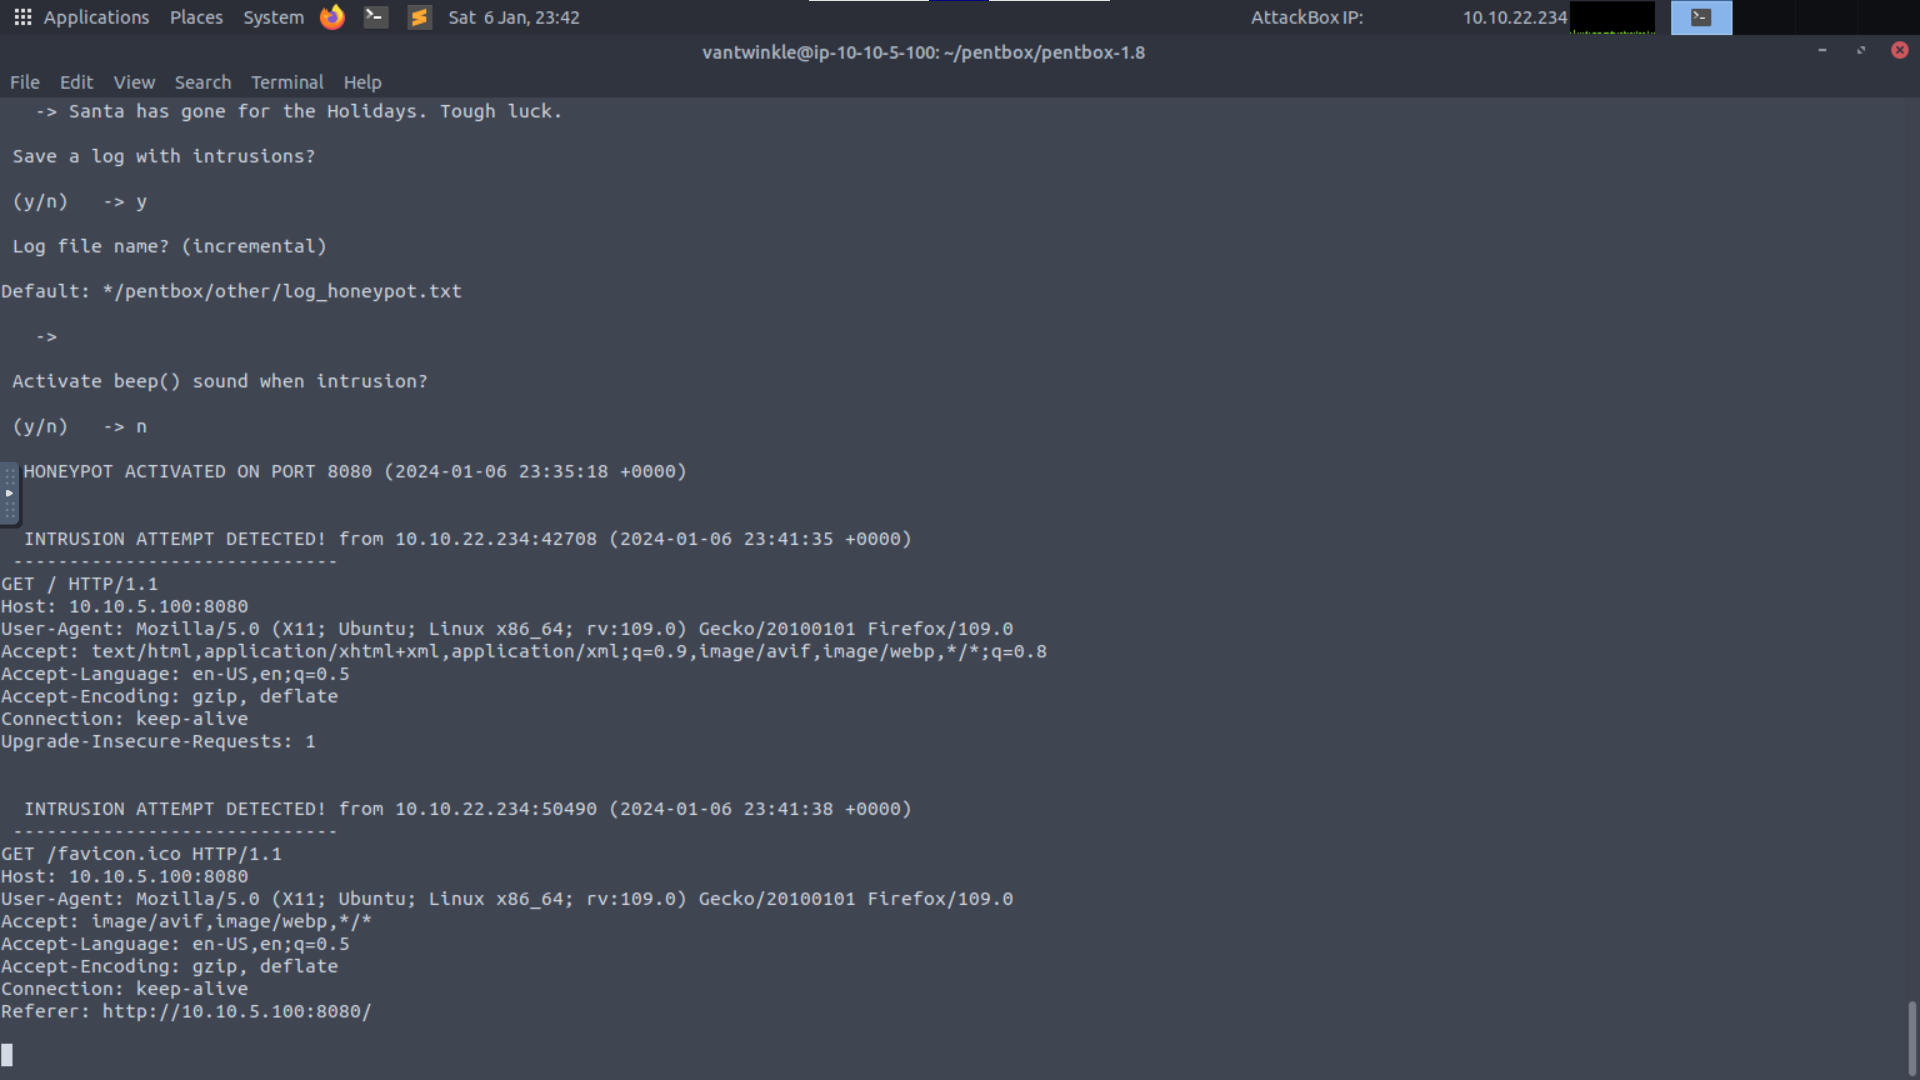 Applications Places System Sat 6 Jan, 23:42 AttackBox IP: 10.10.22.234
vantwinkle@ip-10-10-5-100: ~/pentbox/pentbox-1.8
File Edit View Search Terminal Help
-> Santa has gone for the Holidays. Tough luck.
Save a log with intrusions?
(y/n) -> y
Log file name? (incremental)
Default: */pentbox/other/log_honeypot.txt
->
Activate beep() sound when intrusion?
(y/n) -> n
HONEYPOT ACTIVATED ON PORT 8080 (2024-01-06 23:35:18 +0000)
INTRUSION ATTEMPT DETECTED! from 10.10.22.234:42708 (2024-01-06 23:41:35 +0000)
-----------------------------
GET / HTTP/1.1
Host: 10.10.5.100:8080
User-Agent: Mozilla/5.0 (X11; Ubuntu; Linux x86_64; rv:109.0) Gecko/20100101 Firefox/109.0
Accept: text/html,application/xhtml+xml,application/xml;q=0.9,image/avif,image/webp,*/*;q=0.8
Accept-Language: en-US,en;q=0.5
Accept-Encoding: gzip, deflate
Connection: keep-alive
Upgrade-Insecure-Requests: 1
INTRUSION ATTEMPT DETECTED! from 10.10.22.234:50490 (2024-01-06 23:41:38 +0000)
-----------------------------
GET /favicon.ico HTTP/1.1
Host: 10.10.5.100:8080
User-Agent: Mozilla/5.0 (X11; Ubuntu; Linux x86_64; rv:109.0) Gecko/20100101 Firefox/109.0
Accept: image/avif,image/webp,*/*
Accept-Language: en-US,en;q=0.5
Accept-Encoding: gzip, deflate
Connection: keep-alive
Referer: http://10.10.5.100:8080/